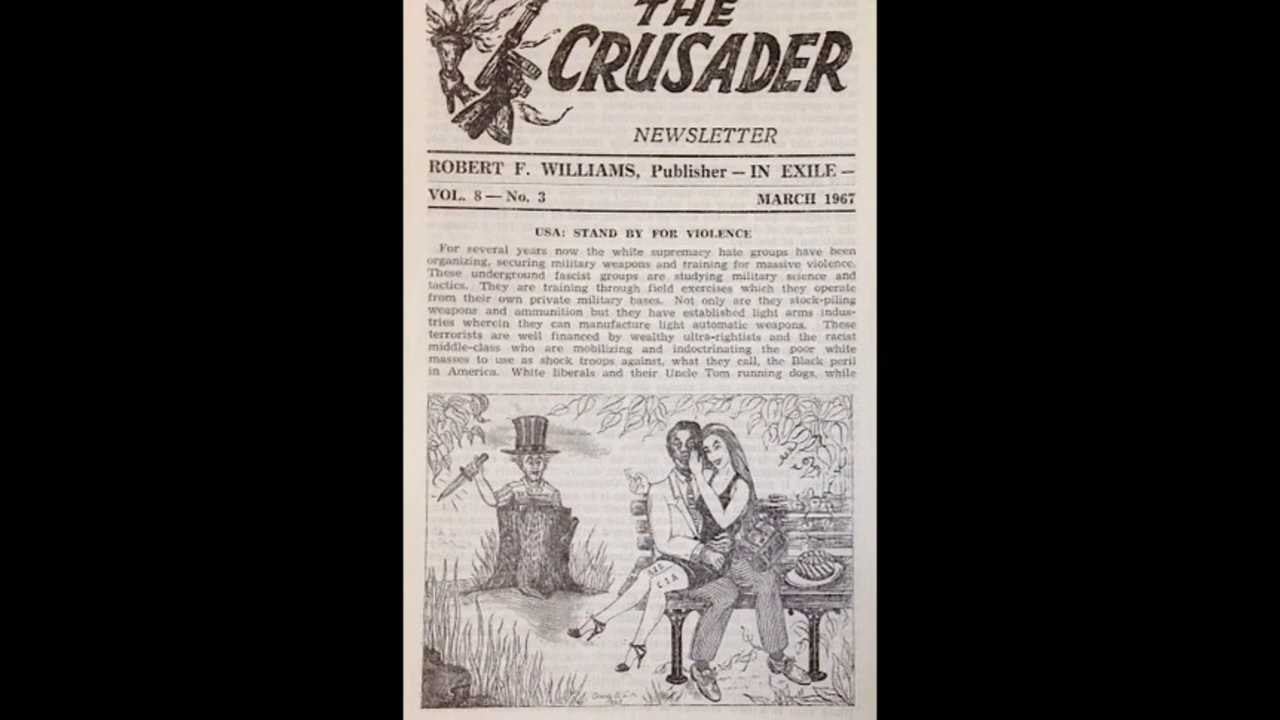 THE
CRUSADER
NEWSLETTER
ROBERT F. WILLIAMS, Publisher — IN EXILE —
VOL. 8 — No. 3 MARCH 1967
USA: STAND BY FOR VIOLENCE
For several years now the white supremacy hate groups have been
organizing, securing military weapons and training for massive violence.
These underground fascist groups are studying military science and
tactics. They are training through field exercises which they operate
from their own private military bases. Not only are they stock-piling
weapons and ammunition but they have established light arms indus-
tries wherein they can manufacture light automatic weapons. These
terrorists are well financed by wealthy ultra-rightists and the racist
middle-class who are mobilizing and indoctrinating the poor white
masses to use as shock troops against, what they call, the Black peril
in America. White liberals and their Uncle Tom running dogs, while
CIA